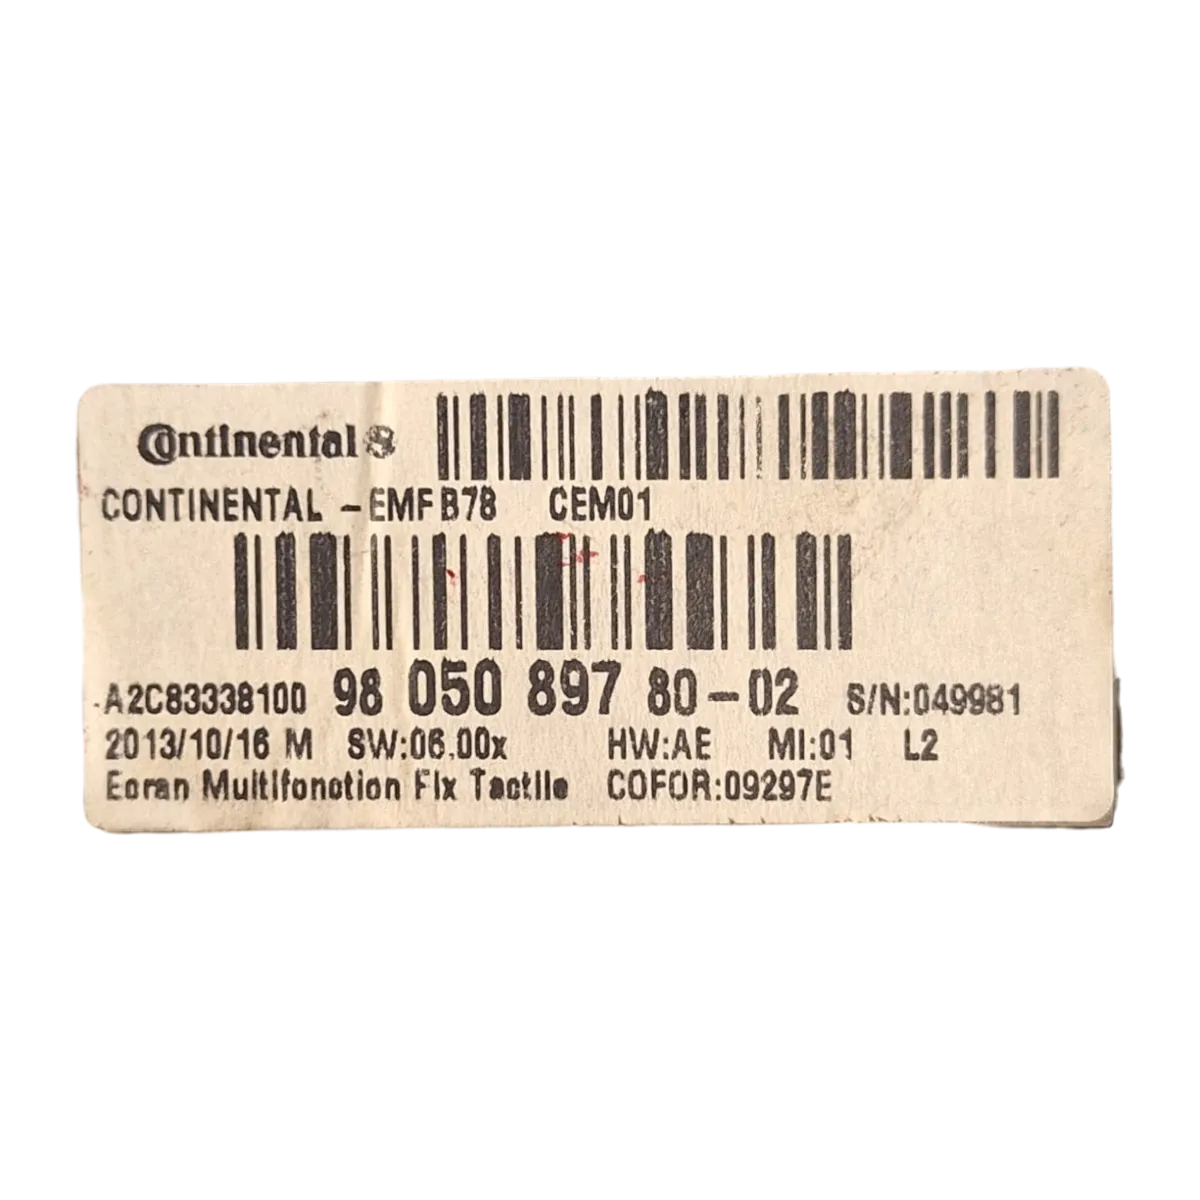 Continental
CONTINENTAL - EMF B78 CEM01
A2C83338100 98 050 897 80-02 S/N:049981
2013/10/16 M SW:06.00x HW:AE MI:01 L2
Ecran Multifonction Fix Tactile COFOR:09297E